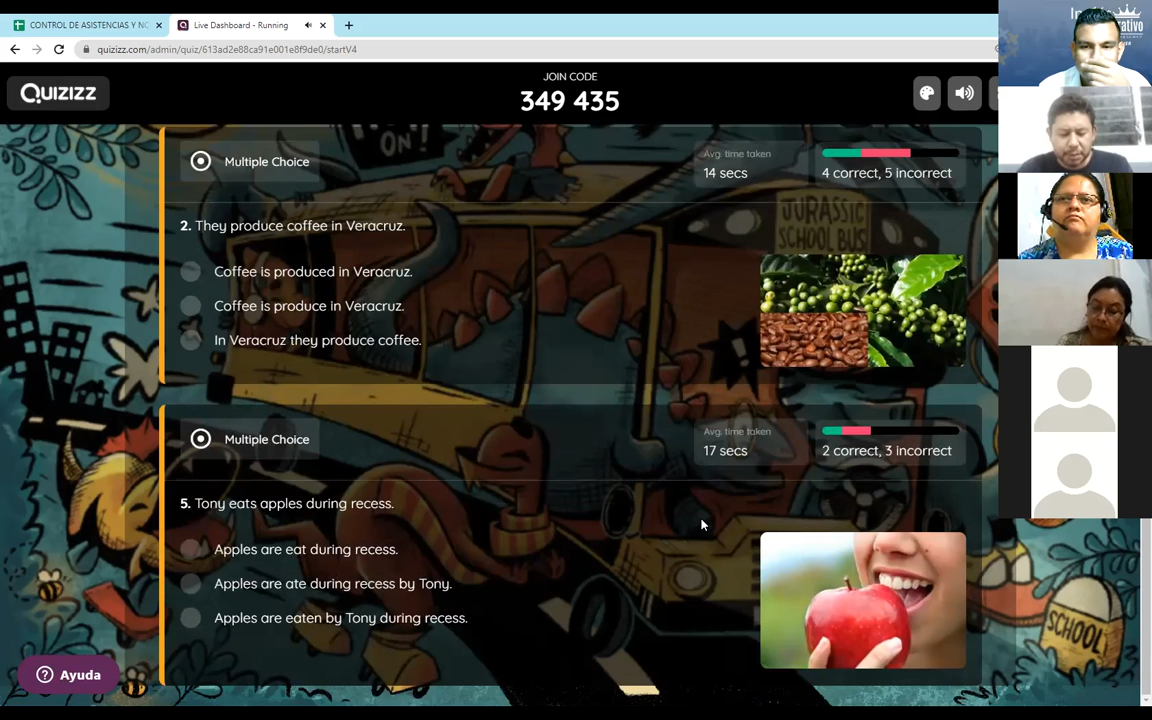 CONTROL DE ASISTENCIAS Y NO
Live Dashboard - Running
quizizz.com/admin/quiz/613ad2e88ca91e001e8f9de0/startV4
Quizizz
JOIN CODE
349 435
ON!
JURASSIC
SCHOOL BUS
Multiple Choice
Avg. time taken
14 secs
4 correct, 5 incorrect
2. They produce coffee in Veracruz.
Coffee is produced in Veracruz.
Coffee is produce in Veracruz.
In Veracruz they produce coffee.
Multiple Choice
Avg. time taken
17 secs
2 correct, 3 incorrect
5. Tony eats apples during recess.
Apples are eat during recess.
Apples are ate during recess by Tony.
Apples are eaten by Tony during recess.
SCHOOL
Ayuda